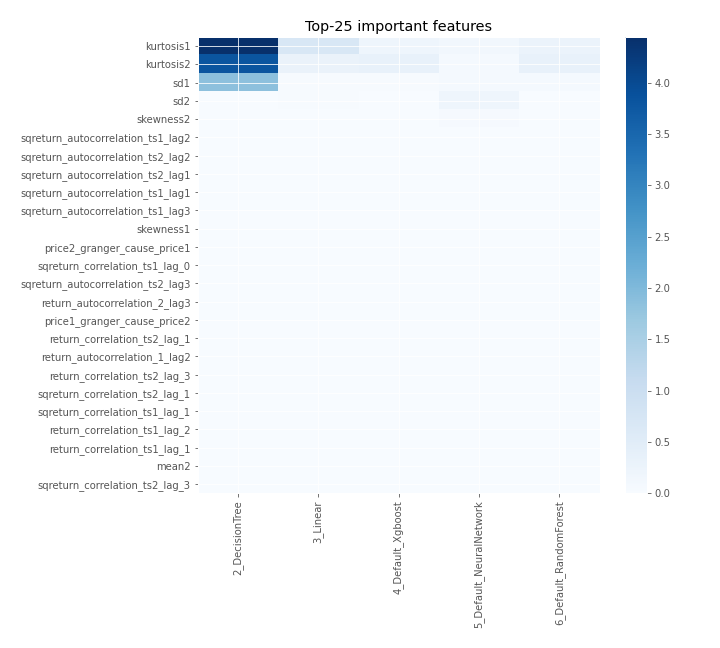 Top-25 important features
kurtosis1
kurtosis2
sd1
sd2
skewness2
sqreturn_autocorrelation_ts1_lag2
sqreturn_autocorrelation_ts2_lag2
sqreturn_autocorrelation_ts2_lag1
sqreturn_autocorrelation_ts1_lag1
sqreturn_autocorrelation_ts1_lag3
skewness1
price2_granger_cause_price1
sqreturn_correlation_ts1_lag_0
sqreturn_autocorrelation_ts2_lag3
return_autocorrelation_2_lag3
price1_granger_cause_price2
return_correlation_ts2_lag_1
return_autocorrelation_1_lag2
return_correlation_ts2_lag_3
sqreturn_correlation_ts2_lag_1
sqreturn_correlation_ts1_lag_1
return_correlation_ts1_lag_2
return_correlation_ts1_lag_1
mean2
sqreturn_correlation_ts2_lag_3
2_DecisionTree
3_Linear
4_Default_Xgboost
5_Default_NeuralNetwork
6_Default_RandomForest
4.0
3.5
3.0
2.5
2.0
1.5
1.0
0.5
0.0